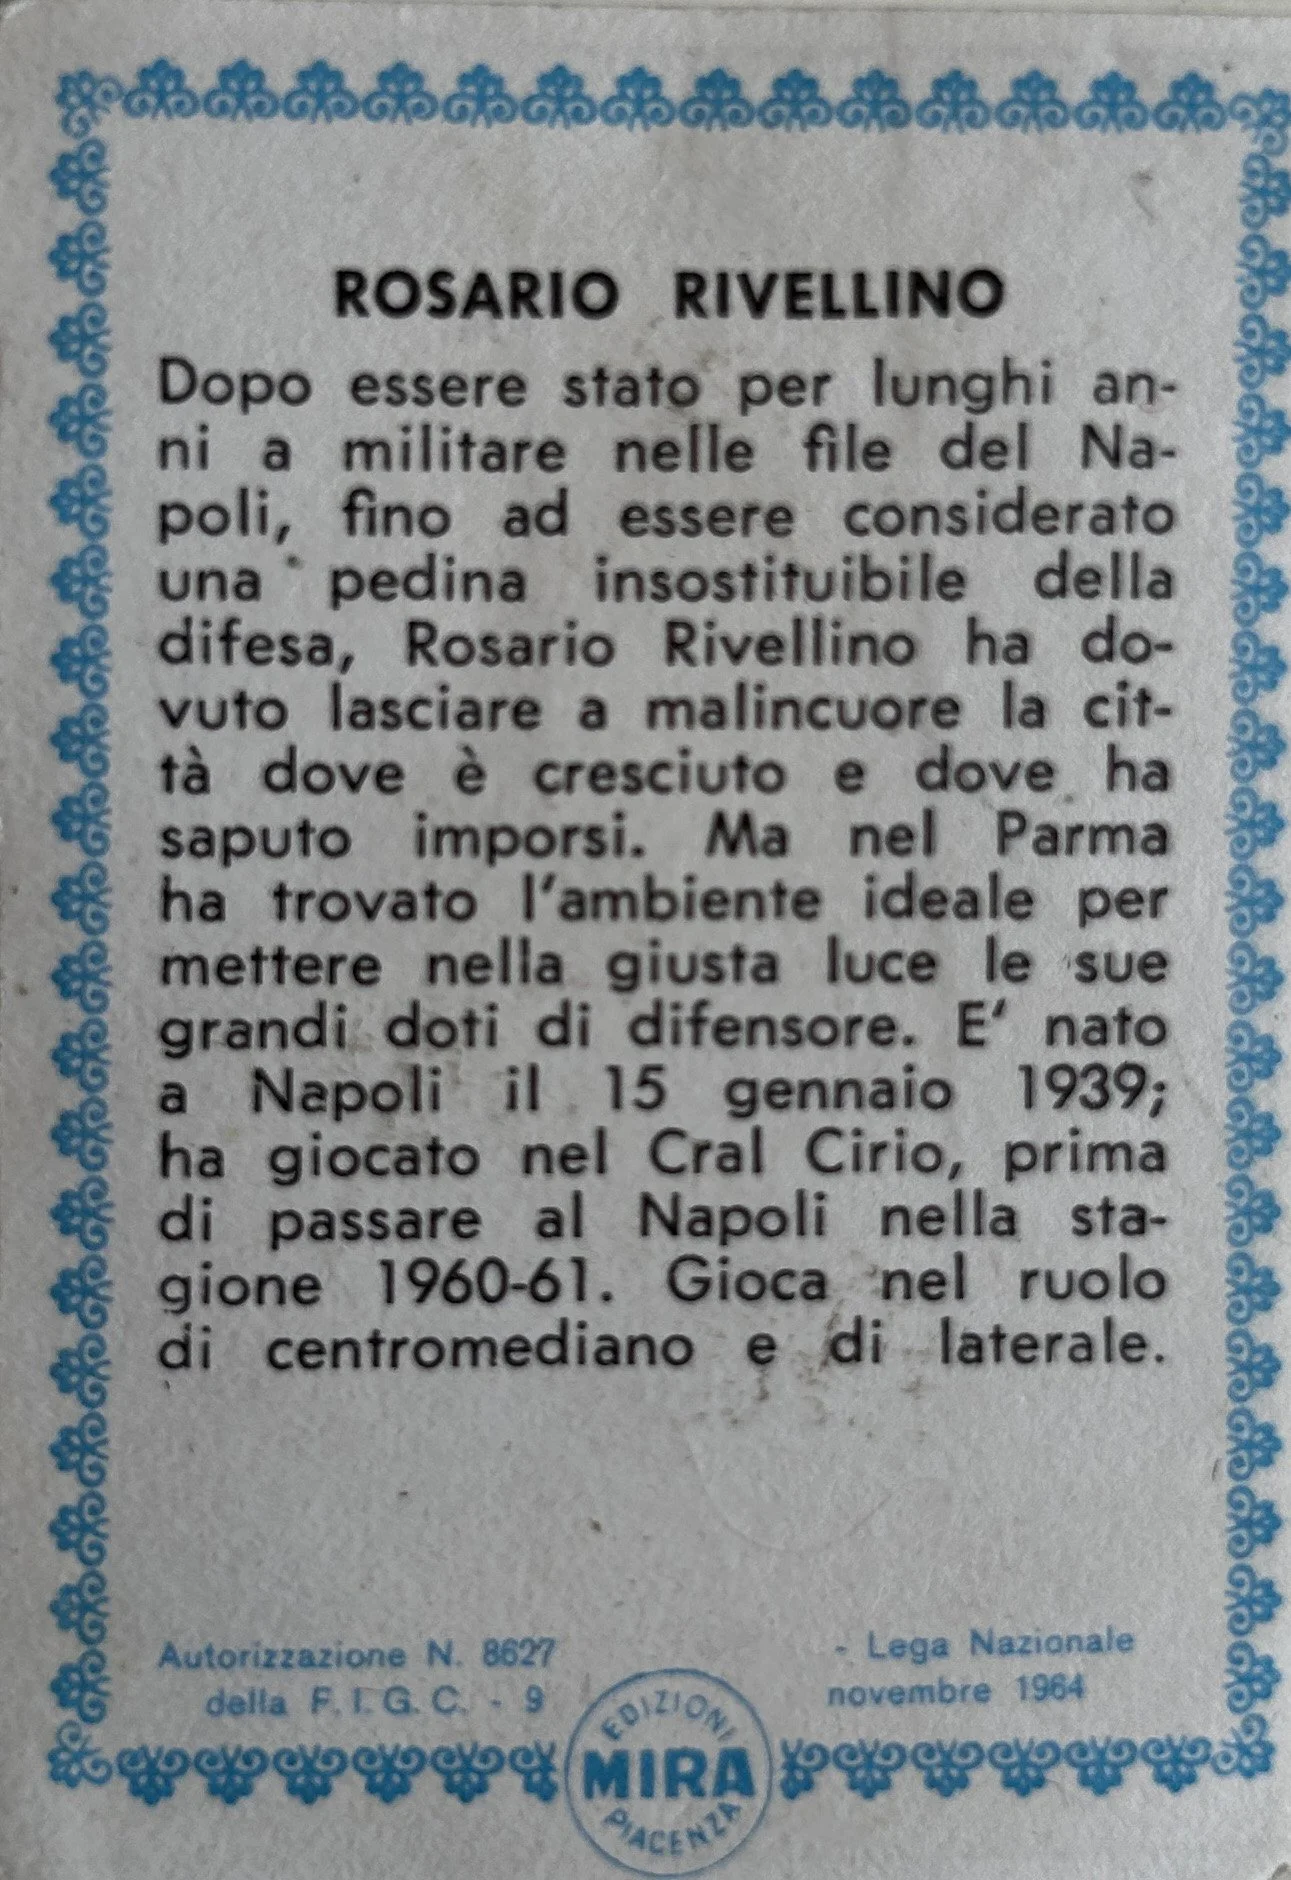 ROSARIO RIVELLINO
Dopo essere stato per lunghi an-
ni a militare nelle file del Na-
poli, fino ad essere considerato
una pedina insostituibile della
difesa, Rosario Rivellino ha do-
vuto lasciare a malincuore la cit-
tà dove è cresciuto e dove ha
saputo imporsi. Ma nel Parma
ha trovato l'ambiente ideale per
mettere nella giusta luce le sue
grandi doti di difensore. E' nato
a Napoli il 15 gennaio 1939;
ha giocato nel Cral Cirio, prima
di passare al Napoli nella sta-
gione 1960-61. Gioca nel ruolo
di centromediano e di laterale.
Autorizzazione N. 8627 - Lega Nazionale
della F.I.G.C. - 9 novembre 1964
EDIZIONI
MIRA
PIACENZA